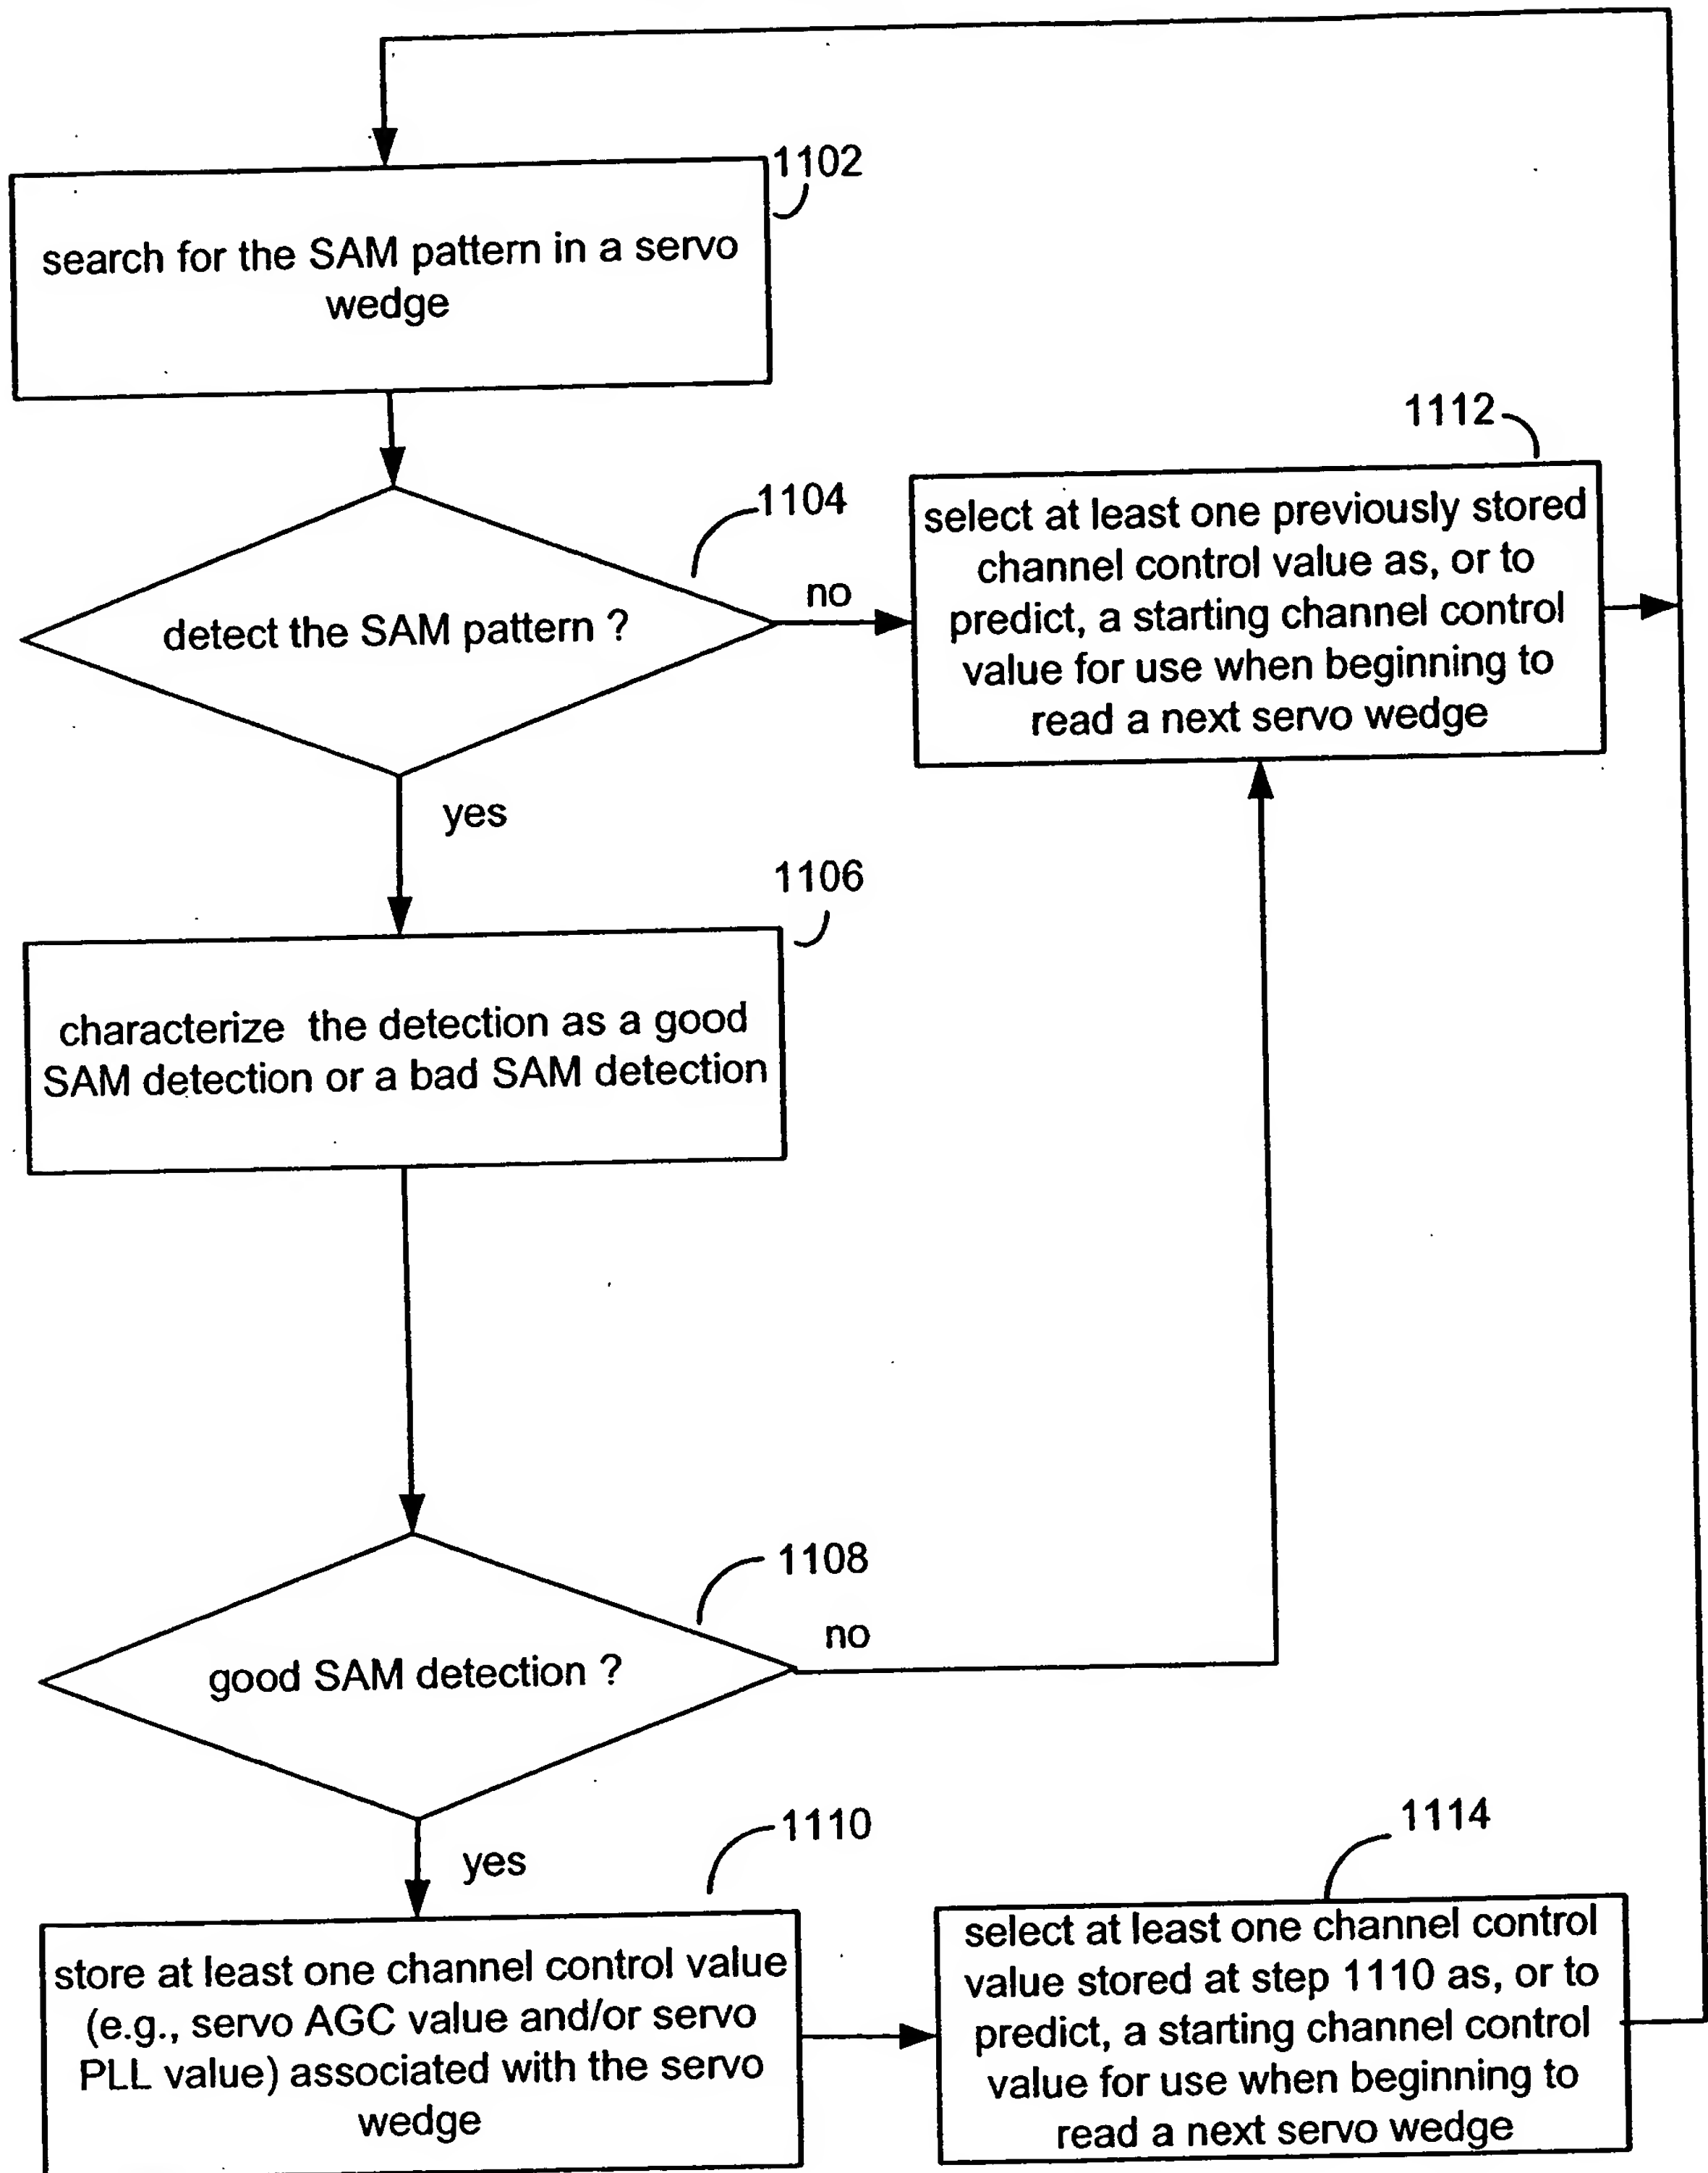 1102
search for the SAM pattern in a servo
wedge
1104
detect the SAM pattern ?
no
yes
1112
select at least one previously stored
channel control value as, or to
predict, a starting channel control
value for use when beginning to
read a next servo wedge
1106
characterize the detection as a good
SAM detection or a bad SAM detection
1108
good SAM detection ?
no
yes
1110
store at least one channel control value
(e.g., servo AGC value and/or servo
PLL value) associated with the servo
wedge
1114
select at least one channel control
value stored at step 1110 as, or to
predict, a starting channel control
value for use when beginning to
read a next servo wedge